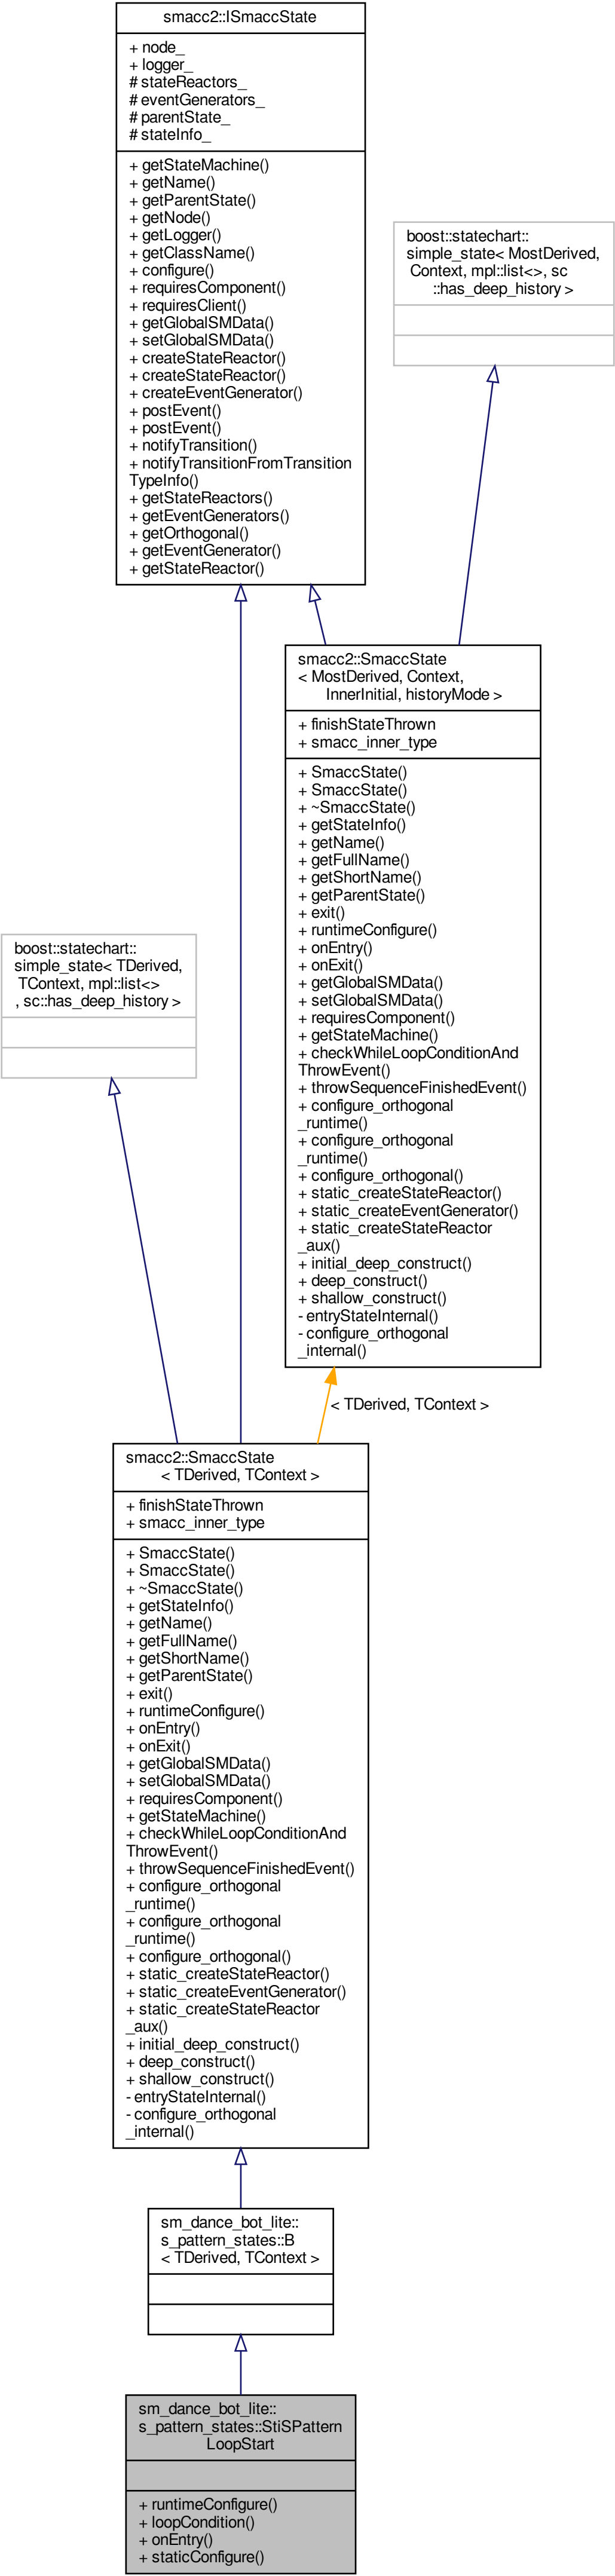 smacc2::ISmaccState
+ node_
+ logger_
# stateReactors_
# eventGenerators_
# parentState_
# stateInfo_
+ getStateMachine()
+ getName()
+ getParentState()
+ getNode()
+ getLogger()
+ getClassName()
+ configure()
+ requiresComponent()
+ requiresClient()
+ getGlobalSMData()
+ setGlobalSMData()
+ createStateReactor()
+ createStateReactor()
+ createEventGenerator()
+ postEvent()
+ postEvent()
+ notifyTransition()
+ notifyTransitionFromTransition
TypeInfo()
+ getStateReactors()
+ getEventGenerators()
+ getOrthogonal()
+ getEventGenerator()
+ getStateReactor()
boost::statechart::
simple_state< MostDerived,
Context, mpl::list<>, sc
::has_deep_history >
smacc2::SmaccState
< MostDerived, Context,
InnerInitial, historyMode >
+ finishStateThrown
+ smacc_inner_type
+ SmaccState()
+ SmaccState()
+ ~SmaccState()
+ getStateInfo()
+ getName()
+ getFullName()
+ getShortName()
+ getParentState()
+ exit()
+ runtimeConfigure()
+ onEntry()
+ onExit()
+ getGlobalSMData()
+ setGlobalSMData()
+ requiresComponent()
+ getStateMachine()
+ checkWhileLoopConditionAnd
ThrowEvent()
+ throwSequenceFinishedEvent()
+ configure_orthogonal
_runtime()
+ configure_orthogonal
_runtime()
+ configure_orthogonal()
+ static_createStateReactor()
+ static_createEventGenerator()
+ static_createStateReactor
_aux()
+ initial_deep_construct()
+ deep_construct()
+ shallow_construct()
- entryStateInternal()
- configure_orthogonal
_internal()
boost::statechart::
simple_state< TDerived,
TContext, mpl::list<>
, sc::has_deep_history >
< TDerived, TContext >
smacc2::SmaccState
< TDerived, TContext >
+ finishStateThrown
+ smacc_inner_type
+ SmaccState()
+ SmaccState()
+ ~SmaccState()
+ getStateInfo()
+ getName()
+ getFullName()
+ getShortName()
+ getParentState()
+ exit()
+ runtimeConfigure()
+ onEntry()
+ onExit()
+ getGlobalSMData()
+ setGlobalSMData()
+ requiresComponent()
+ getStateMachine()
+ checkWhileLoopConditionAnd
ThrowEvent()
+ throwSequenceFinishedEvent()
+ configure_orthogonal
_runtime()
+ configure_orthogonal
_runtime()
+ configure_orthogonal()
+ static_createStateReactor()
+ static_createEventGenerator()
+ static_createStateReactor
_aux()
+ initial_deep_construct()
+ deep_construct()
+ shallow_construct()
- entryStateInternal()
- configure_orthogonal
_internal()
sm_dance_bot_lite::
s_pattern_states::B
< TDerived, TContext >
sm_dance_bot_lite::
s_pattern_states::StiSPattern
LoopStart
+ runtimeConfigure()
+ loopCondition()
+ onEntry()
+ staticConfigure()